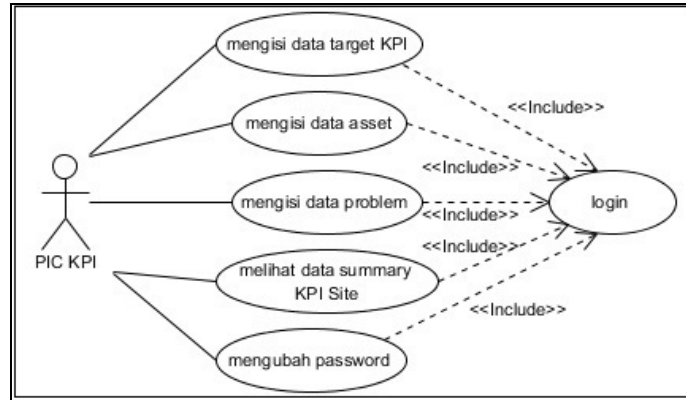 mengisi data target KPI
<<Include>>
mengisi data asset
<<Include>>
mengisi data problem
<<Include>>
login
PIC KPI
<<Include>>
melihat data summary
KPI Site
<<Include>>
mengubah password